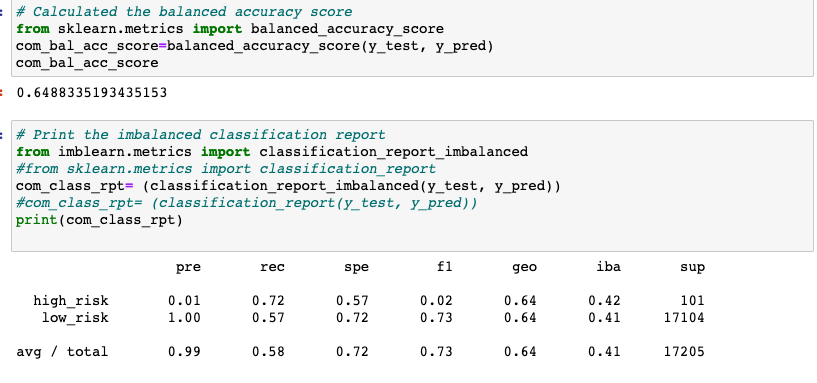 # Calculated the balanced accuracy score
from sklearn.metrics import balanced_accuracy_score
com_bal_acc_score=balanced_accuracy_score(y_test, y_pred)
com_bal_acc_score
0.6488335193435153
# Print the imbalanced classification report
from imblearn.metrics import classification_report_imbalanced
#from sklearn.metrics import classification_report
com_class_rpt= (classification_report_imbalanced(y_test, y_pred))
#com_class_rpt= (classification_report(y_test, y_pred))
print(com_class_rpt)
pre rec spe f1 geo iba sup
high_risk 0.01 0.72 0.57 0.02 0.64 0.42 101
low_risk 1.00 0.57 0.72 0.73 0.64 0.41 17104
avg / total 0.99 0.58 0.72 0.73 0.64 0.41 17205